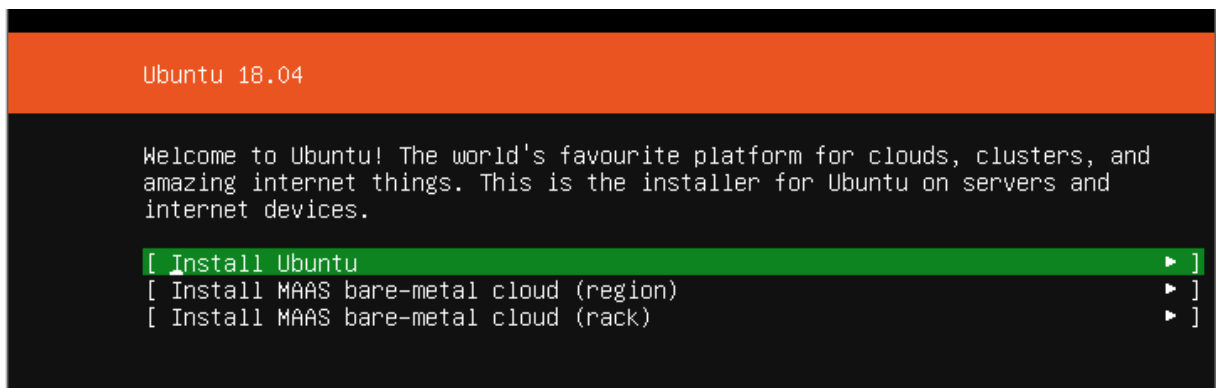 Ubuntu 18.04
Welcome to Ubuntu! The world's favourite platform for clouds, clusters, and
amazing internet things. This is the installer for Ubuntu on servers and
internet devices.
[ Install Ubuntu ► ]
[ Install MAAS bare-metal cloud (region) ► ]
[ Install MAAS bare-metal cloud (rack) ► ]